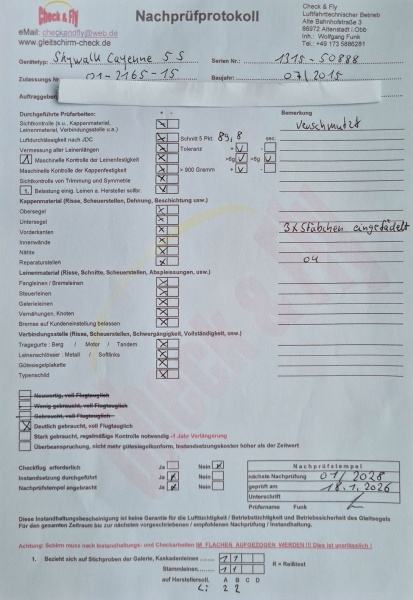 Check & Fly
eMail: checkandfly@web.de
www.gleitschirm-check.de
Nachprüfprotokoll
Check & Fly
Luftfahrttechnischer Betrieb
Alte Bahnhofstraße 3
86972 Altenstadt i.Obb
Inh.: Wolfgang Funk
Tel.: +49 173 5886281
Gerätetyp: Skywalk Cayenne 5 S Serien Nr.: 1315-50888
Zulassungs Nr. 01-2165-15 Baujahr 07/2015
Auftraggeber
Durchgeführte Prüfarbeiten: + - Bemerkung
Sichtkontrolle (s.u., Kappenmaterial, Leinenmaterial, Verbindungsteile u.a.) X verschmutzt
Luftdurchlässigkeit nach JDC X Schnitt 5 Pkt. 89,8 sec.
Vermessung aller Leinenlängen X Toleranz + -
1 Maschinelle Kontrolle der Leinenfestigkeit X
Maschinelle Kontrolle der Kappenfestigkeit X > 900 Gramm + -
Sichtkontrolle von Trimmung und Symmetrie X
1 Belastung einig. Leinen a. Hersteller sollbr.
Kappenmaterial (Risse, Scheuerstellen, Dehnung, Beschichtung usw.)
Obersegel X
Untersegel X
Vorderkanten X 3x Stäbchen eingefädelt
Innenwände X
Nähte X
Reparaturstellen X 04
Leinenmaterial (Risse, Schnitte, Scheuerstellen, Abspleissungen, usw.)
Fangleinen / Bremsleinen X
Steuerleinen X
Galerieleinen X
Vernähungen, Knoten X
Bremse auf Kundeneinstellung belassen X
Verbindungsteile (Risse, Scheuerstellen, Schwergängigkeit, Vollständigkeit, usw.)
Tragegurte : Berg / Motor / Tandem X
Leinenschlösser : Metall / Softlinks X
Gütesiegelplakette X
Typenschild X
Neuwertig, voll Flugtauglich
Wenig gebraucht, voll Flugtauglich
Gebraucht, voll Flugtauglich
X Deutlich gebraucht, voll Flugtauglich
Stark gebraucht, regelmäßige Kontrolle notwendig -1 Jahr Verlängerung
Überbeanspruchung, nicht mehr gütesiegelkonform, Instandsetzungskosten höher als der Zeitwert
Checkflug erforderlich Ja Nein X
Instandsetzung durchgeführt Ja X Nein
Nachprüfstempel angebracht Ja X Nein
Nachprüfstempel
nächste Nachprüfung 01/2028
geprüft am 18.1.2026
Unterschrift
Prüfername Funk
Diese Instandhaltungsbescheinigung ist keine Garantie für die Lufttüchtigkeit / Betriebstüchtigkeit und Betriebssicherheit des Gleitsegels
Für den gesamten Zeitraum bis zur nächsten vorgeschriebenen / empfohlenen Nachprüfung / Instandhaltung.
Achtung: Schirm muss nach Instandhaltungs- und Checkarbeiten IM FLACHEN AUFGEZOGEN WERDEN !!! Dies ist unerlässlich !
1. Bezieht sich auf Stichproben der Galerie, Kaskadenleinen 1 1
Stammleinen 1 1 R = Reißtest
auf Herstellersoll. A B C D
L: 2 2